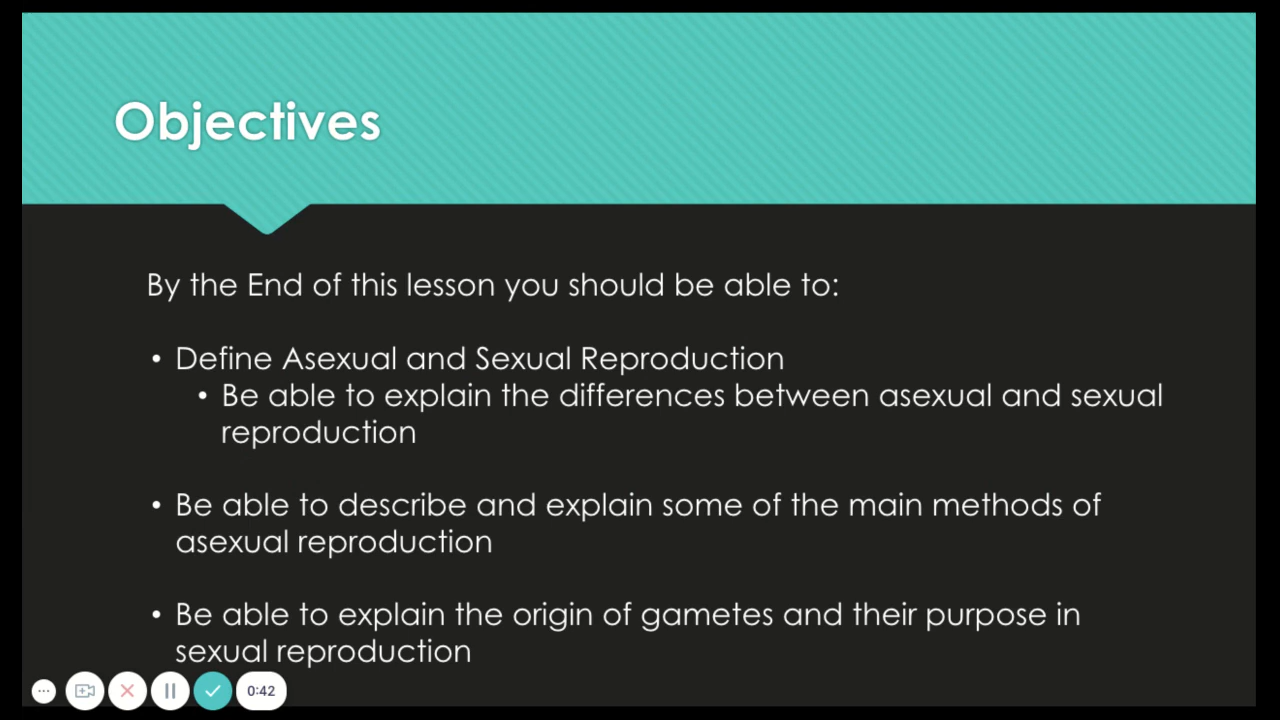 Objectives
By the End of this lesson you should be able to:
• Define Asexual and Sexual Reproduction
• Be able to explain the differences between asexual and sexual
reproduction
• Be able to describe and explain some of the main methods of
asexual reproduction
• Be able to explain the origin of gametes and their purpose in
sexual reproduction
0:42